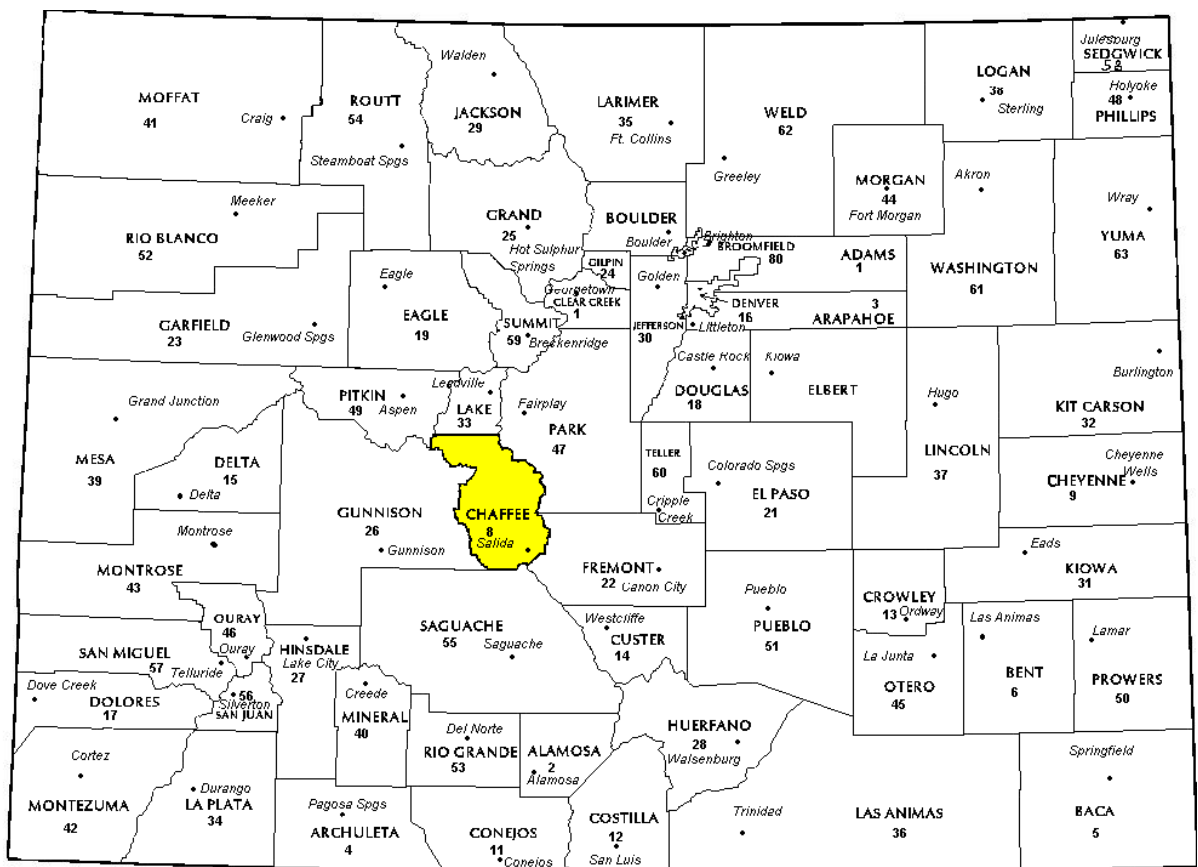 Julesburg
SEDGWICK
58
Walden
LOGAN
38
Sterling
Holyoke
48
PHILLIPS
MOFFAT
41
Craig
ROUTT
54
Steamboat Spgs
JACKSON
29
LARIMER
35
Ft. Collins
WELD
62
Greeley
MORGAN
44
Fort Morgan
Akron
WASHINGTON
61
Wray
YUMA
63
Meeker
RIO BLANCO
52
GRAND
25
Hot Sulphur
Springs
BOULDER
Boulder
Brighton
BROOMFIELD
80
ADAMS
1
GILPIN
24
Georgetown
CLEAR CREEK
1
Golden
JEFFERSON
30
DENVER
16
Littleton
3
ARAPAHOE
GARFIELD
23
Glenwood Spgs
Eagle
EAGLE
19
SUMMIT
59
Breckenridge
Castle Rock
DOUGLAS
18
Kiowa
ELBERT
Hugo
LINCOLN
37
Burlington
KIT CARSON
32
Grand Junction
MESA
39
PITKIN
49
Aspen
Leadville
LAKE
33
Fairplay
PARK
47
TELLER
60
Cripple
Creek
Colorado Spgs
EL PASO
21
Cheyenne
Wells
CHEYENNE
9
DELTA
15
Delta
GUNNISON
26
Gunnison
CHAFFEE
8
Salida
Montrose
MONTROSE
43
FREMONT
22
Canon City
Pueblo
PUEBLO
51
CROWLEY
13
Ordway
Eads
KIOWA
31
OURAY
46
Ouray
SAN MIGUEL
57
Telluride
HINSDALE
Lake City
27
SAGUACHE
55
Saguache
Westcliffe
CUSTER
14
La Junta
OTERO
45
Las Animas
BENT
6
Lamar
PROWERS
50
Dove Creek
DOLORES
17
56
Silverton
SAN JUAN
Creede
MINERAL
40
Del Norte
RIO GRANDE
53
ALAMOSA
2
Alamosa
HUERFANO
28
Walsenburg
Cortez
MONTEZUMA
42
Durango
LA PLATA
34
Pagosa Spgs
ARCHULETA
4
CONEJOS
11
Conejos
COSTILLA
12
San Luis
Trinidad
LAS ANIMAS
36
Springfield
BACA
5